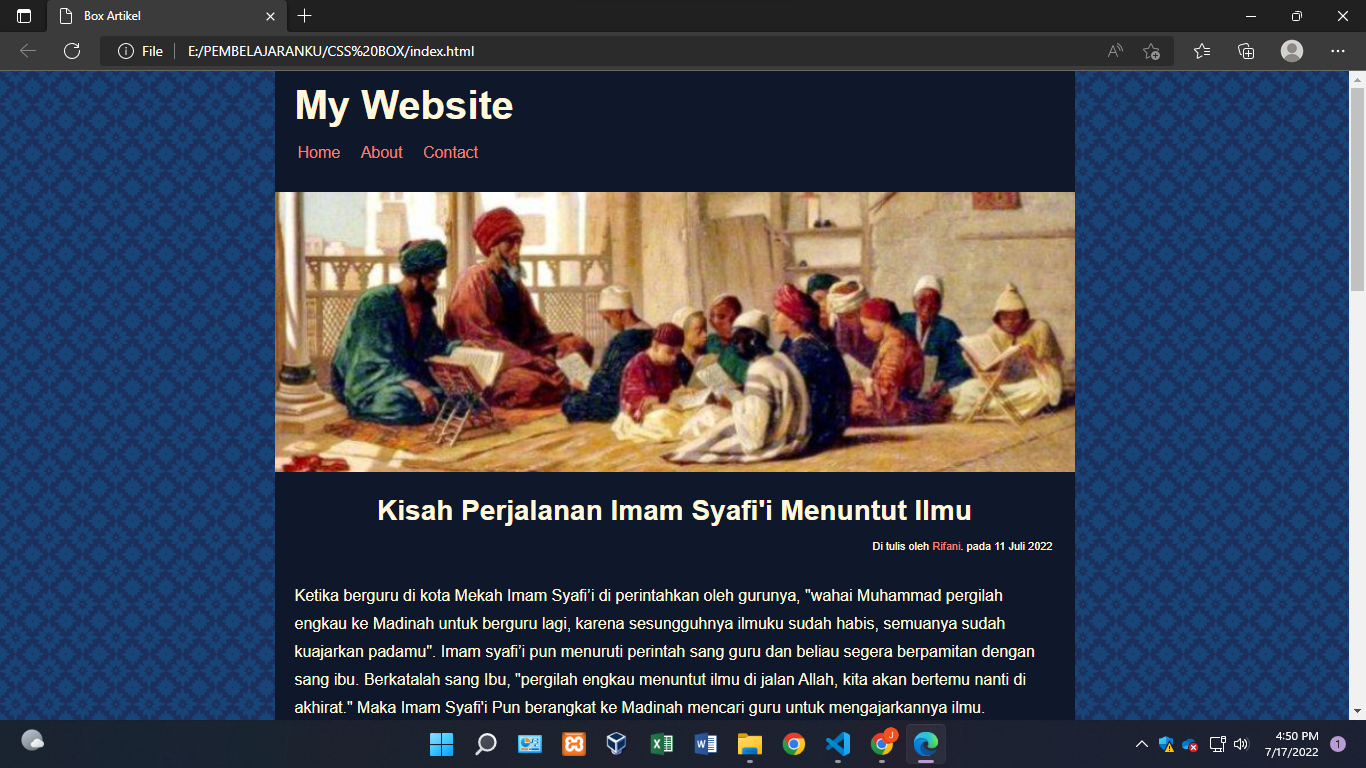 Box Artikel
File
E:/PEMBELAJARANKU/CSS%20BOX/index.html
My Website
Home About Contact
Kisah Perjalanan Imam Syafi'i Menuntut Ilmu
Di tulis oleh Rifani. pada 11 Juli 2022
Ketika berguru di kota Mekah Imam Syafi’i di perintahkan oleh gurunya, "wahai Muhammad pergilah
engkau ke Madinah untuk berguru lagi, karena sesungguhnya ilmuku sudah habis, semuanya sudah
kuajarkan padamu". Imam syafi’i pun menuruti perintah sang guru dan beliau segera berpamitan dengan
sang ibu. Berkatalah sang Ibu, "pergilah engkau menuntut ilmu di jalan Allah, kita akan bertemu nanti di
akhirat." Maka Imam Syafi'i Pun berangkat ke Madinah mencari guru untuk mengajarkannya ilmu.
J
4:50 PM
7/17/2022
1